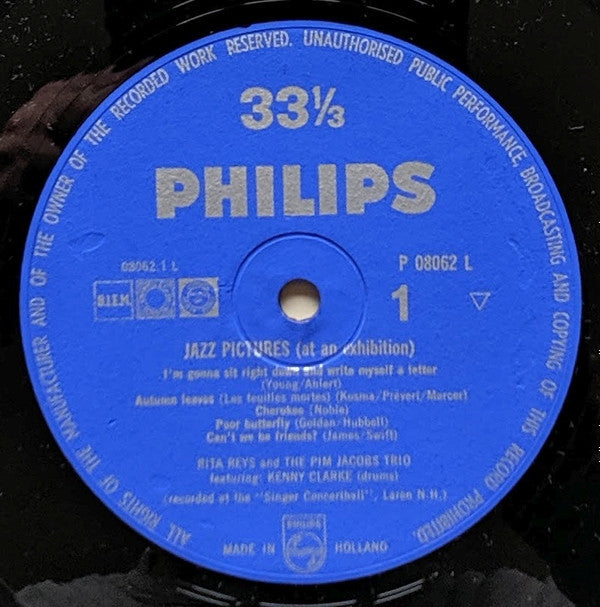 ALL RIGHTS OF THE MANUFACTURER AND OF THE OWNER OF THE RECORDED WORK RESERVED. UNAUTHORISED PUBLIC PERFORMANCE, BROADCASTING AND COPYING OF THIS RECORD PROHIBITED.
33⅓
PHILIPS
08062 1 L
P 08062 L
B.I.E.M.
1
JAZZ PICTURES (at an exhibition)
I'm gonna sit right down and write myself a letter
(Young/Ahlert)
Autumn leaves (Les feuilles mortes) (Kosma/Prévert/Mercer)
Cherokee (Noble)
Poor butterfly (Goldan/Hubbell)
Can't we be friends? (James/Swift)
RITA REYS and THE PIM JACOBS TRIO
featuring: KENNY CLARKE (drums)
(recorded at the "Singer Concerthall", Laren N.H.)
PHILIPS
MADE IN HOLLAND